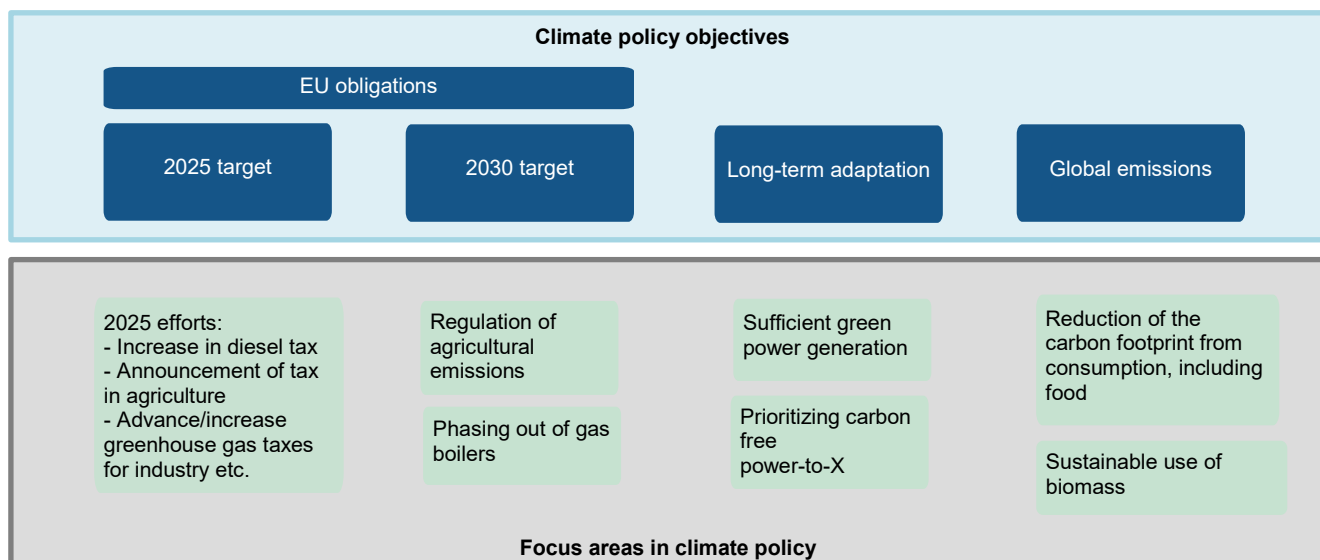 Climate policy objectives
EU obligations
2025 target
2030 target
Long-term adaptation
Global emissions
2025 efforts:
- Increase in diesel tax
- Announcement of tax
in agriculture
- Advance/increase
greenhouse gas taxes
for industry etc.
Regulation of
agricultural
emissions
Phasing out of gas
boilers
Sufficient green
power generation
Prioritizing carbon
free
power-to-X
Reduction of the
carbon footprint from
consumption, including
food
Sustainable use of
biomass
Focus areas in climate policy